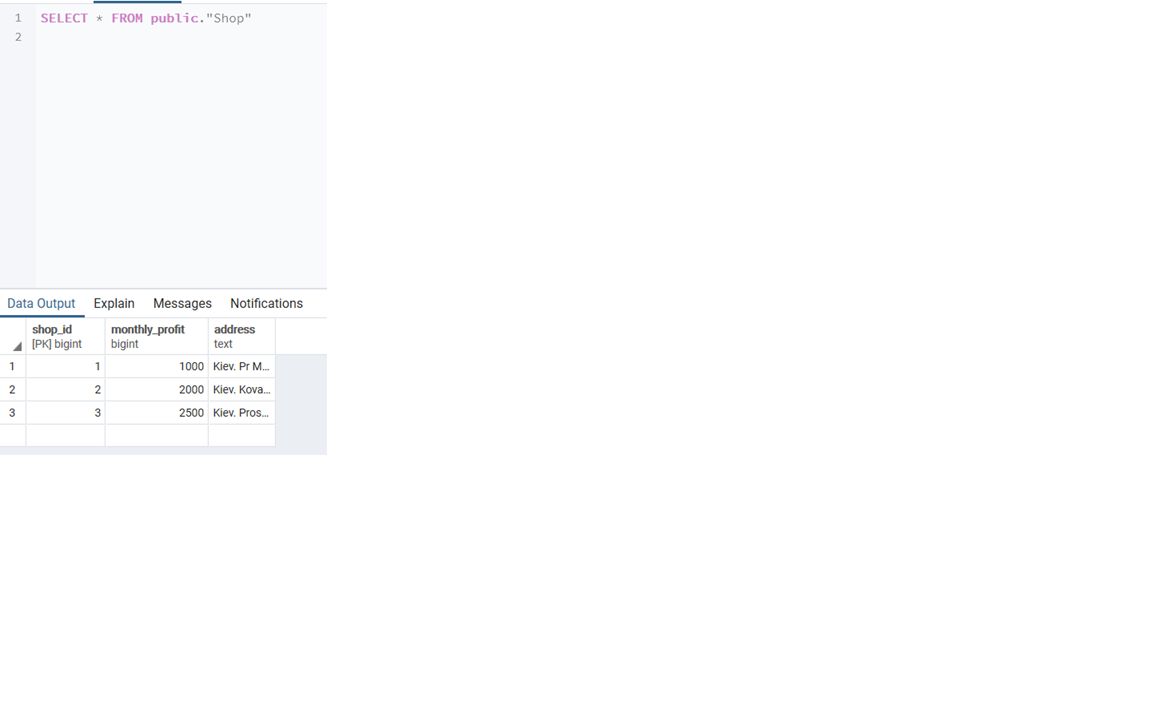 1 SELECT * FROM public."Shop"
2
Data Output Explain Messages Notifications
shop_id monthly_profit address
[PK] bigint bigint text
1 1 1000 Kiev. Pr M...
2 2 2000 Kiev. Kova...
3 3 2500 Kiev. Pros...